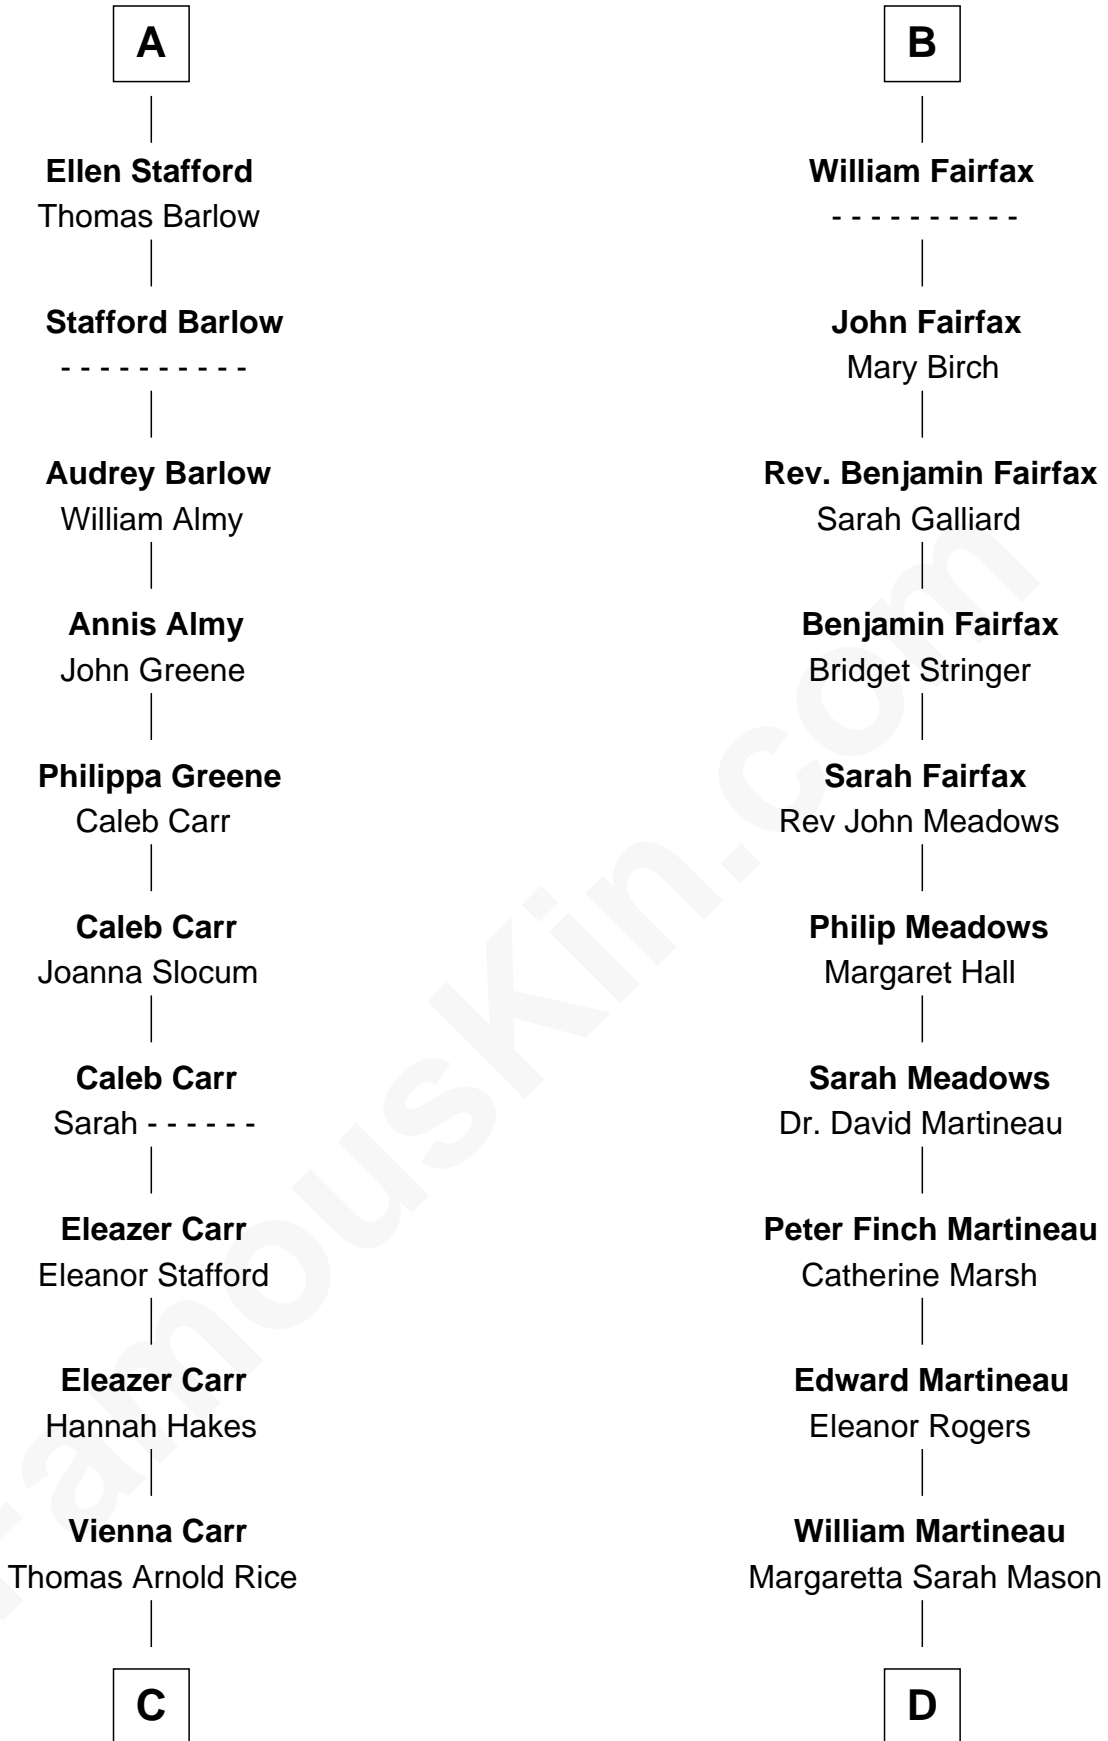 A
Ellen Stafford
Thomas Barlow
Stafford Barlow
- - - - - - - - - -
Audrey Barlow
William Almy
Annis Almy
John Greene
Philippa Greene
Caleb Carr
Caleb Carr
Joanna Slocum
Caleb Carr
Sarah - - - - - -
Eleazer Carr
Eleanor Stafford
Eleazer Carr
Hannah Hakes
Vienna Carr
Thomas Arnold Rice
C
B
William Fairfax
- - - - - - - - - -
John Fairfax
Mary Birch
Rev. Benjamin Fairfax
Sarah Galliard
Benjamin Fairfax
Bridget Stringer
Sarah Fairfax
Rev John Meadows
Philip Meadows
Margaret Hall
Sarah Meadows
Dr. David Martineau
Peter Finch Martineau
Catherine Marsh
Edward Martineau
Eleanor Rogers
William Martineau
Margaretta Sarah Mason
D
FamousKin.com